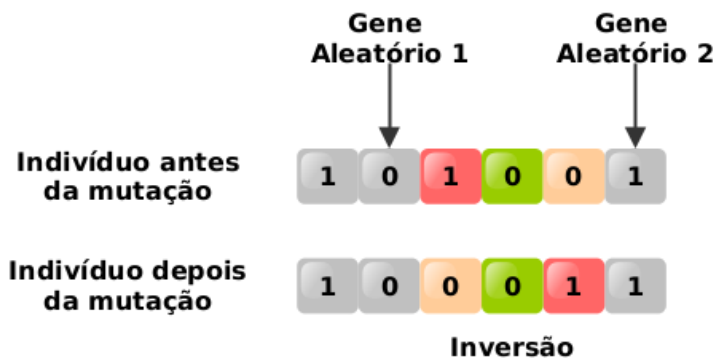 Gene
Aleatório 1
Gene
Aleatório 2
Indivíduo antes
da mutação
1 0 1 0 0 1
Indivíduo depois
da mutação
1 0 0 0 1 1
Inversão